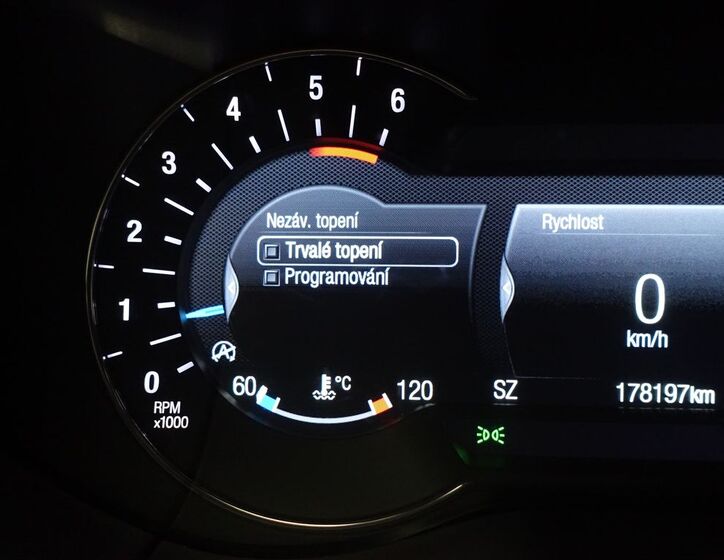 6
5
4
3
2
1
0
RPM
x1000
Nezáv. topení
Trvalé topení
Programování
60
°C
120
Rychlost
0
km/h
SZ
178197km